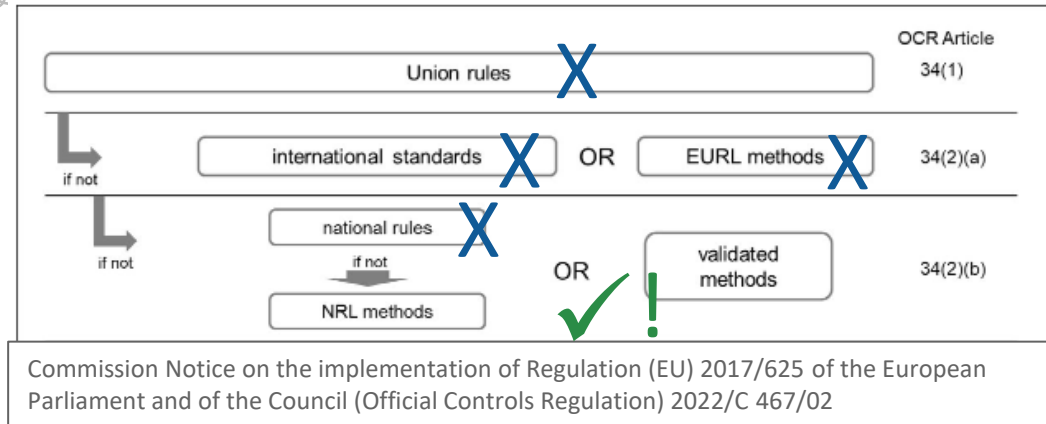 OCR Article
Union rules X 34(1)
if not
international standards X OR EURL methods X 34(2)(a)
if not
national rules X
if not
NRL methods
OR
validated
methods
34(2)(b)
✓ !
Commission Notice on the implementation of Regulation (EU) 2017/625 of the European
Parliament and of the Council (Official Controls Regulation) 2022/C 467/02